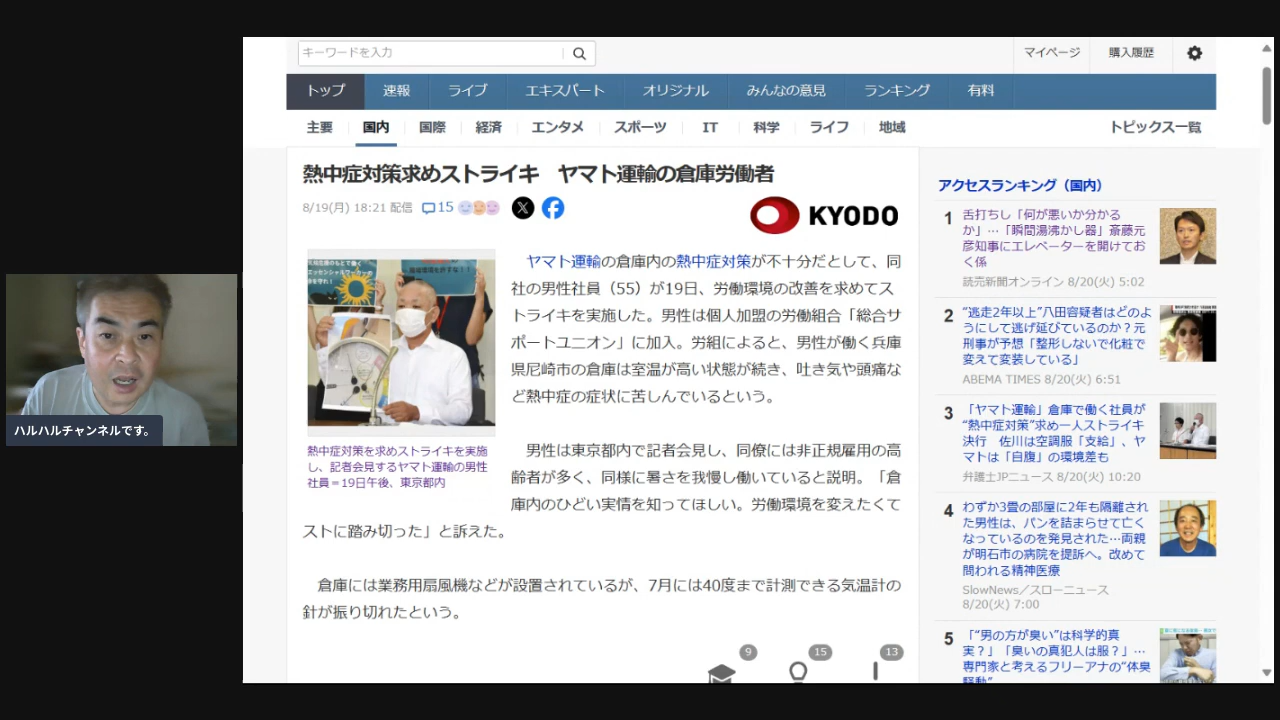 キーワードを入力
マイページ
購入履歴
トップ
速報
ライブ
エキスパート
オリジナル
みんなの意見
ランキング
有料
主要
国内
国際
経済
エンタメ
スポーツ
IT
科学
ライフ
地域
トピックス一覧
熱中症対策求めストライキ　ヤマト運輸の倉庫労働者
8/19(月) 18:21 配信
15
KYODO
熱中症対策を求めストライキを実施
し、記者会見するヤマト運輸の男性
社員＝19日午後、東京都内
ヤマト運輸の倉庫内の熱中症対策が不十分だとして、同
社の男性社員（55）が19日、労働環境の改善を求めてス
トライキを実施した。男性は個人加盟の労働組合「総合サ
ポートユニオン」に加入。労組によると、男性が働く兵庫
県尼崎市の倉庫は室温が高い状態が続き、吐き気や頭痛な
ど熱中症の症状に苦しんでいるという。
男性は東京都内で記者会見し、同僚には非正規雇用の高
齢者が多く、同様に暑さを我慢し働いていると説明。「倉
庫内のひどい実情を知ってほしい。労働環境を変えたくて
ストに踏み切った」と訴えた。
倉庫には業務用扇風機などが設置されているが、7月には40度まで計測できる気温計の
針が振り切れたという。
9
15
13
アクセスランキング（国内）
1
舌打ちし「何が悪いか分かる
か」…「瞬間湯沸かし器」斎藤元
彦知事にエレベーターを開けてお
く係
読売新聞オンライン 8/20(火) 5:02
2
“逃走2年以上”八田容疑者はどのよ
うにして逃げ延びているのか？元
刑事が予想「整形しないで化粧で
変えて変装している」
ABEMA TIMES 8/20(火) 6:51
3
「ヤマト運輸」倉庫で働く社員が
“熱中症対策”求め一人ストライキ
決行　佐川は空調服「支給」、ヤ
マトは「自腹」の環境差も
弁護士JPニュース 8/20(火) 10:20
4
わずか3畳の部屋に2年も隔離され
た男性は、パンを詰まらせて亡く
なっているのを発見された…両親
が明石市の病院を提訴へ。改めて
問われる精神医療
SlowNews／スローニュース
8/20(火) 7:00
5
「“男の方が臭い”は科学的真
実？」「臭いの真犯人は服？」…
専門家と考えるフリーアナの“体臭
騒動”
ハルハルチャンネルです。